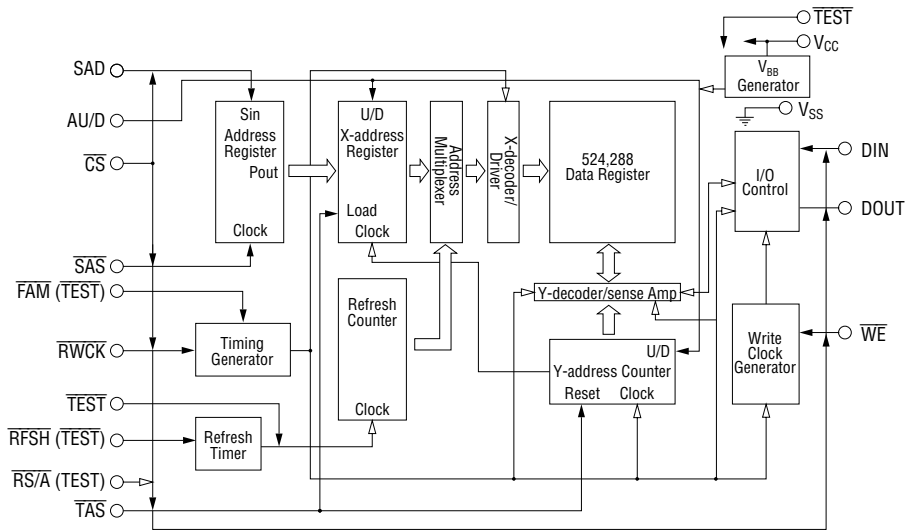 TEST
VCC
VBB
Generator
VSS
SAD
AU/D
CS
SAS
FAM (TEST)
RWCK
TEST
RFSH (TEST)
RS/A (TEST)
TAS
Sin
Address
Register
Pout
Clock
U/D
X-address
Register
Load
Clock
Address
Multiplexer
X-decoder/
Driver
524,288
Data Register
I/O
Control
DIN
DOUT
Y-decoder/sense Amp
Timing
Generator
Refresh
Counter
Clock
Refresh
Timer
U/D
Y-address Counter
Reset Clock
Write
Clock
Generator
WE